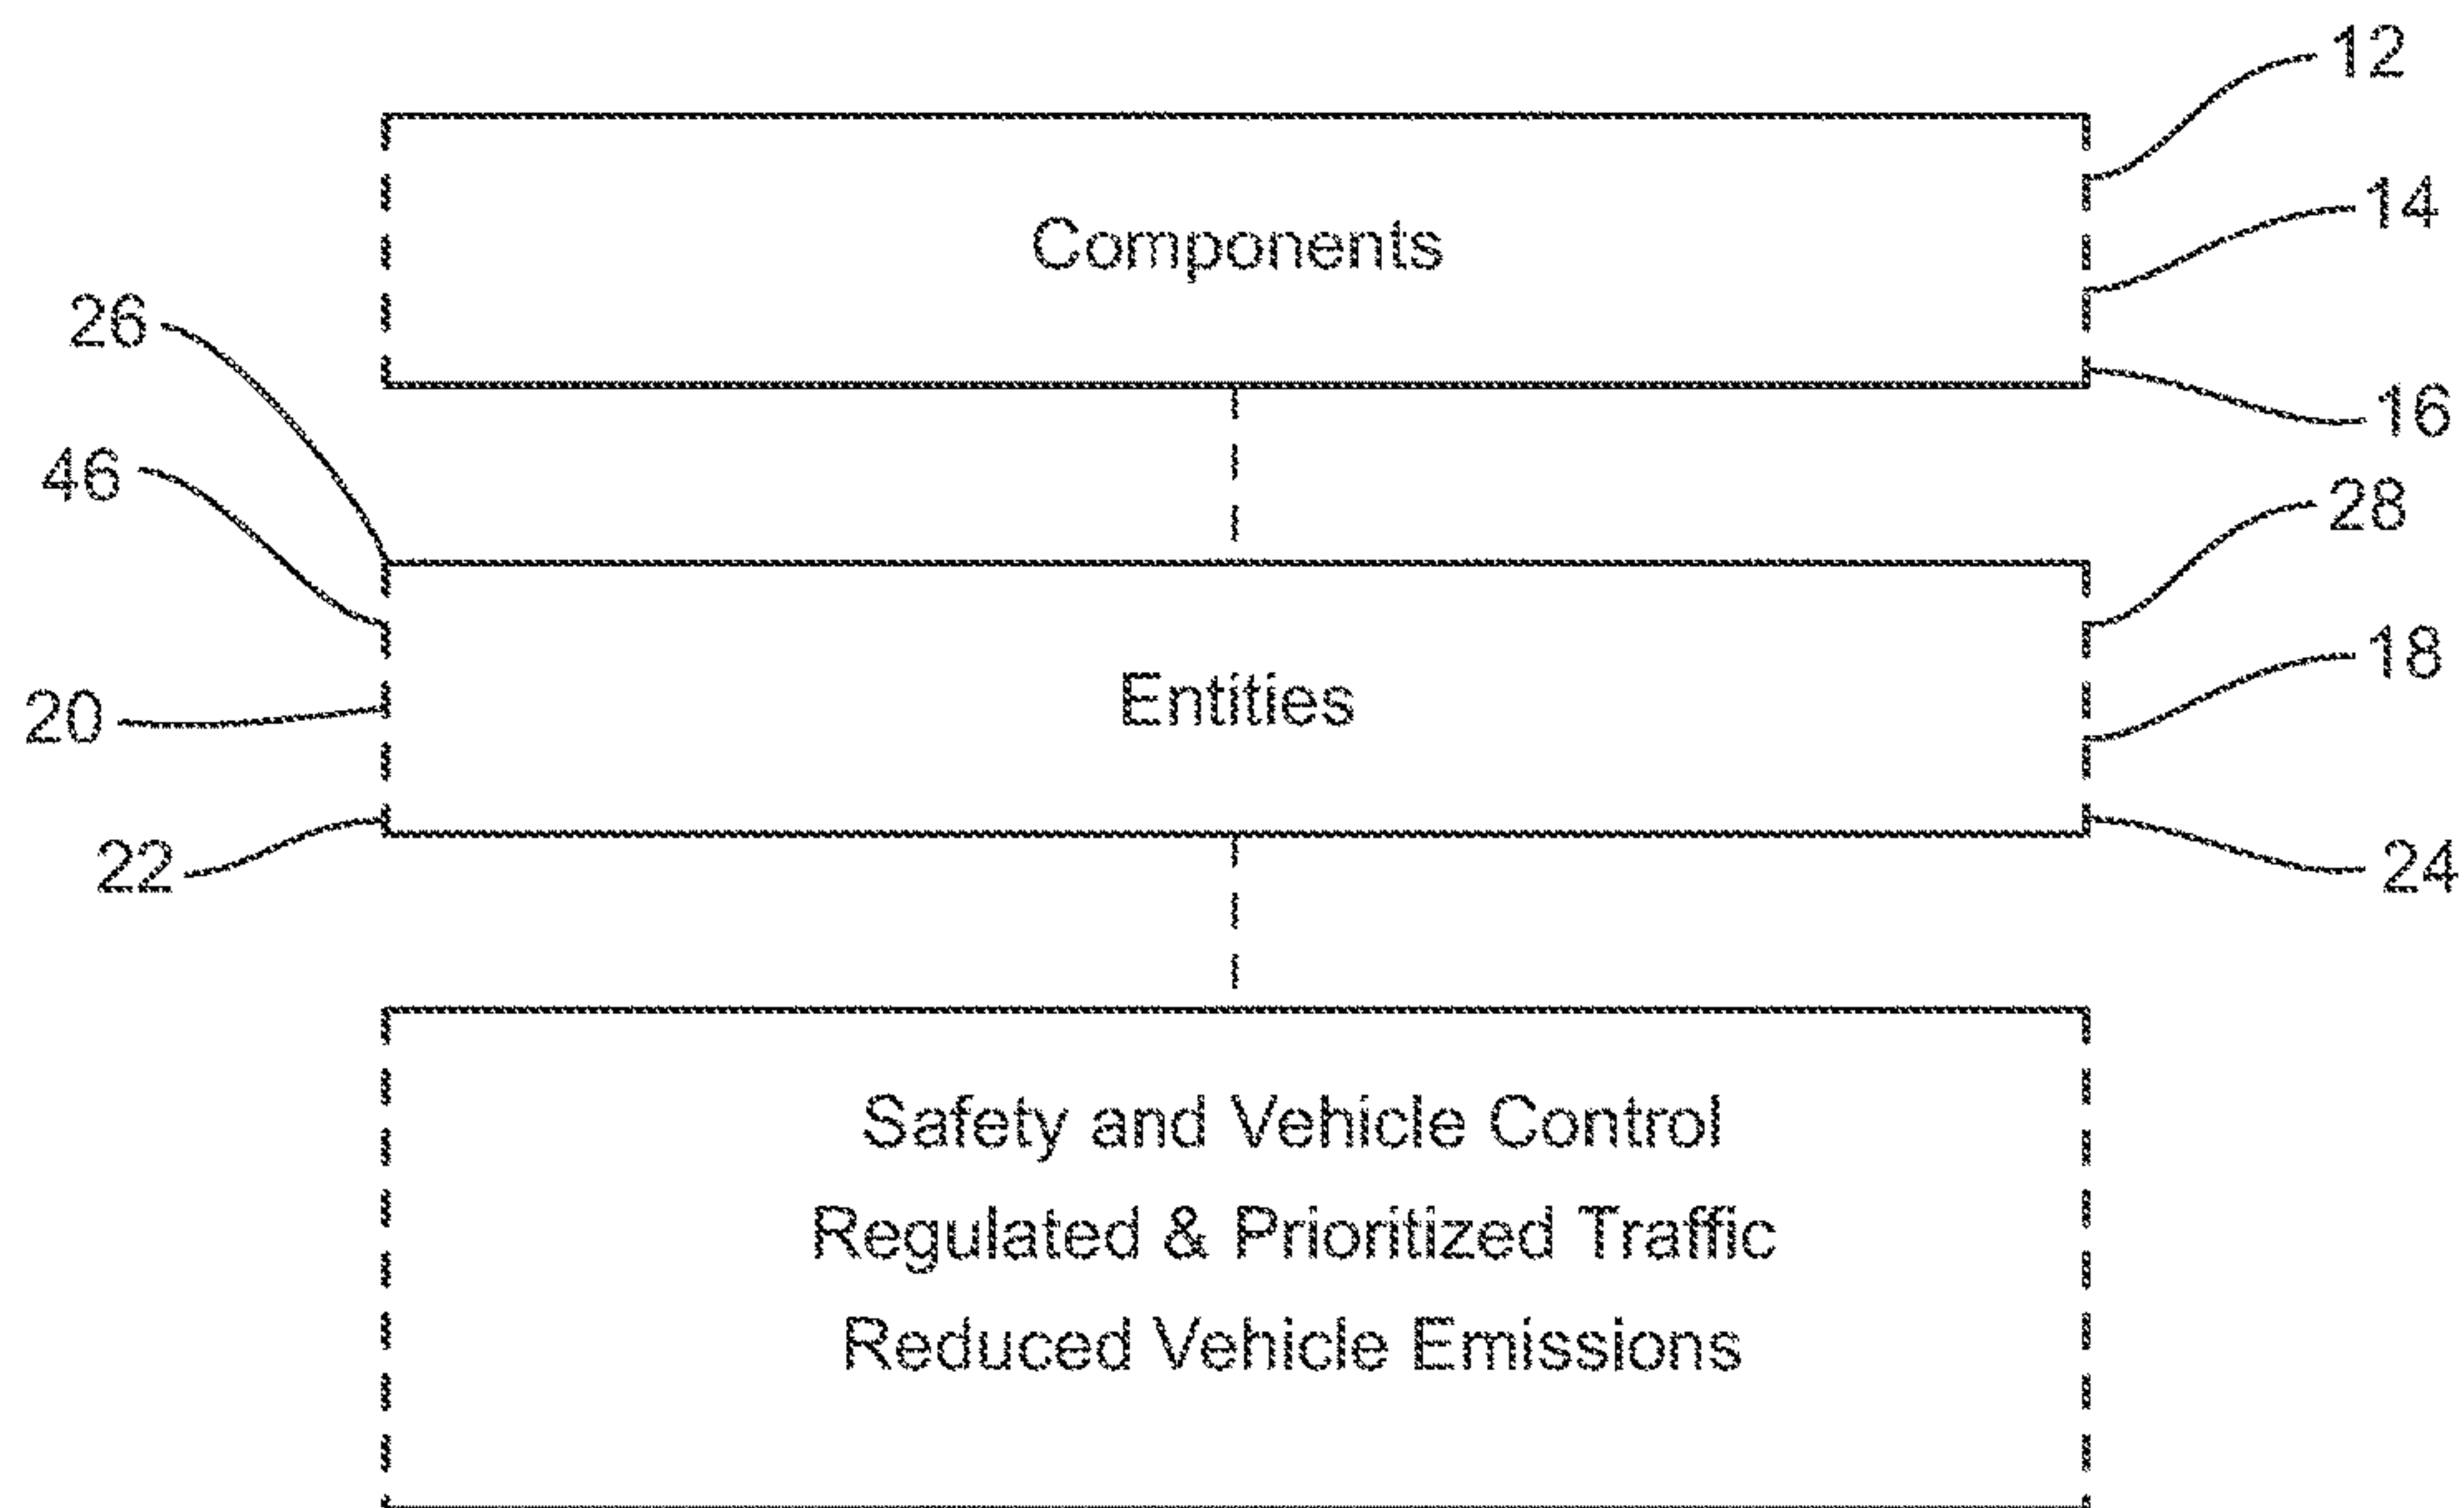 12
Components
14
26
16
46
28
Entities
18
20
22
24
Safety and Vehicle Control
Regulated & Prioritized Traffic
Reduced Vehicle Emissions